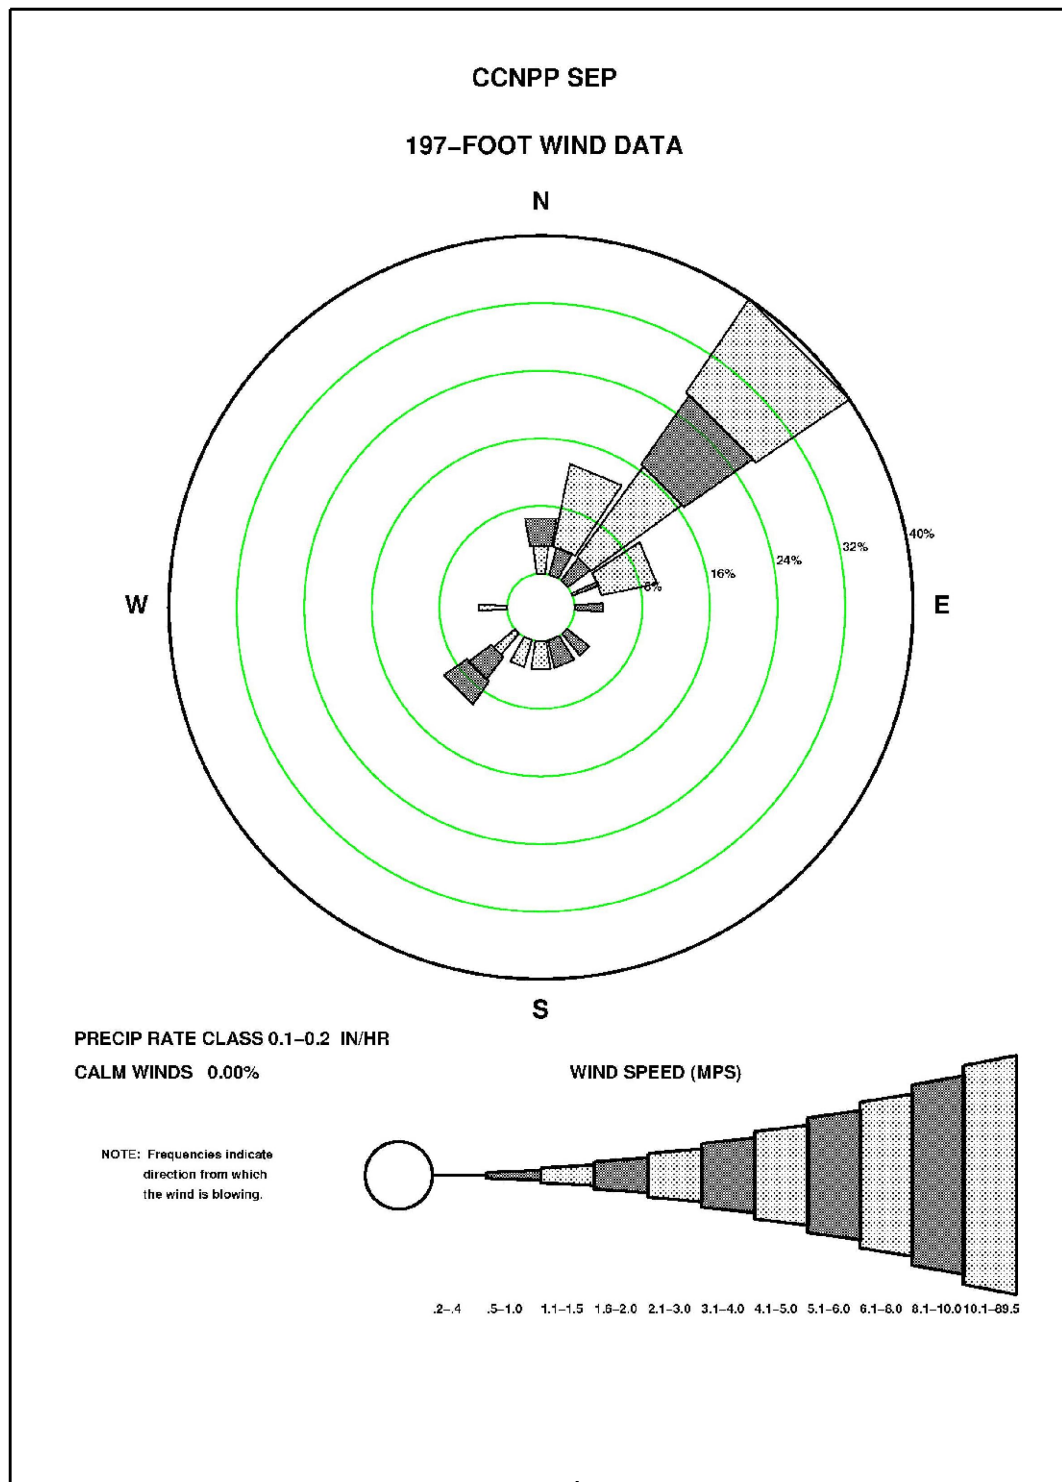 CCNPP SEP
197–FOOT WIND DATA
N
40%
32%
24%
16%
8%
W
E
S
PRECIP RATE CLASS 0.1–0.2 IN/HR
CALM WINDS 0.00%
WIND SPEED (MPS)
NOTE: Frequencies indicate
direction from which
the wind is blowing.
.2–.4 .5–1.0 1.1–1.5 1.6–2.0 2.1–3.0 3.1–4.0 4.1–5.0 5.1–6.0 6.1–8.0 8.1–10.0 10.1–89.5